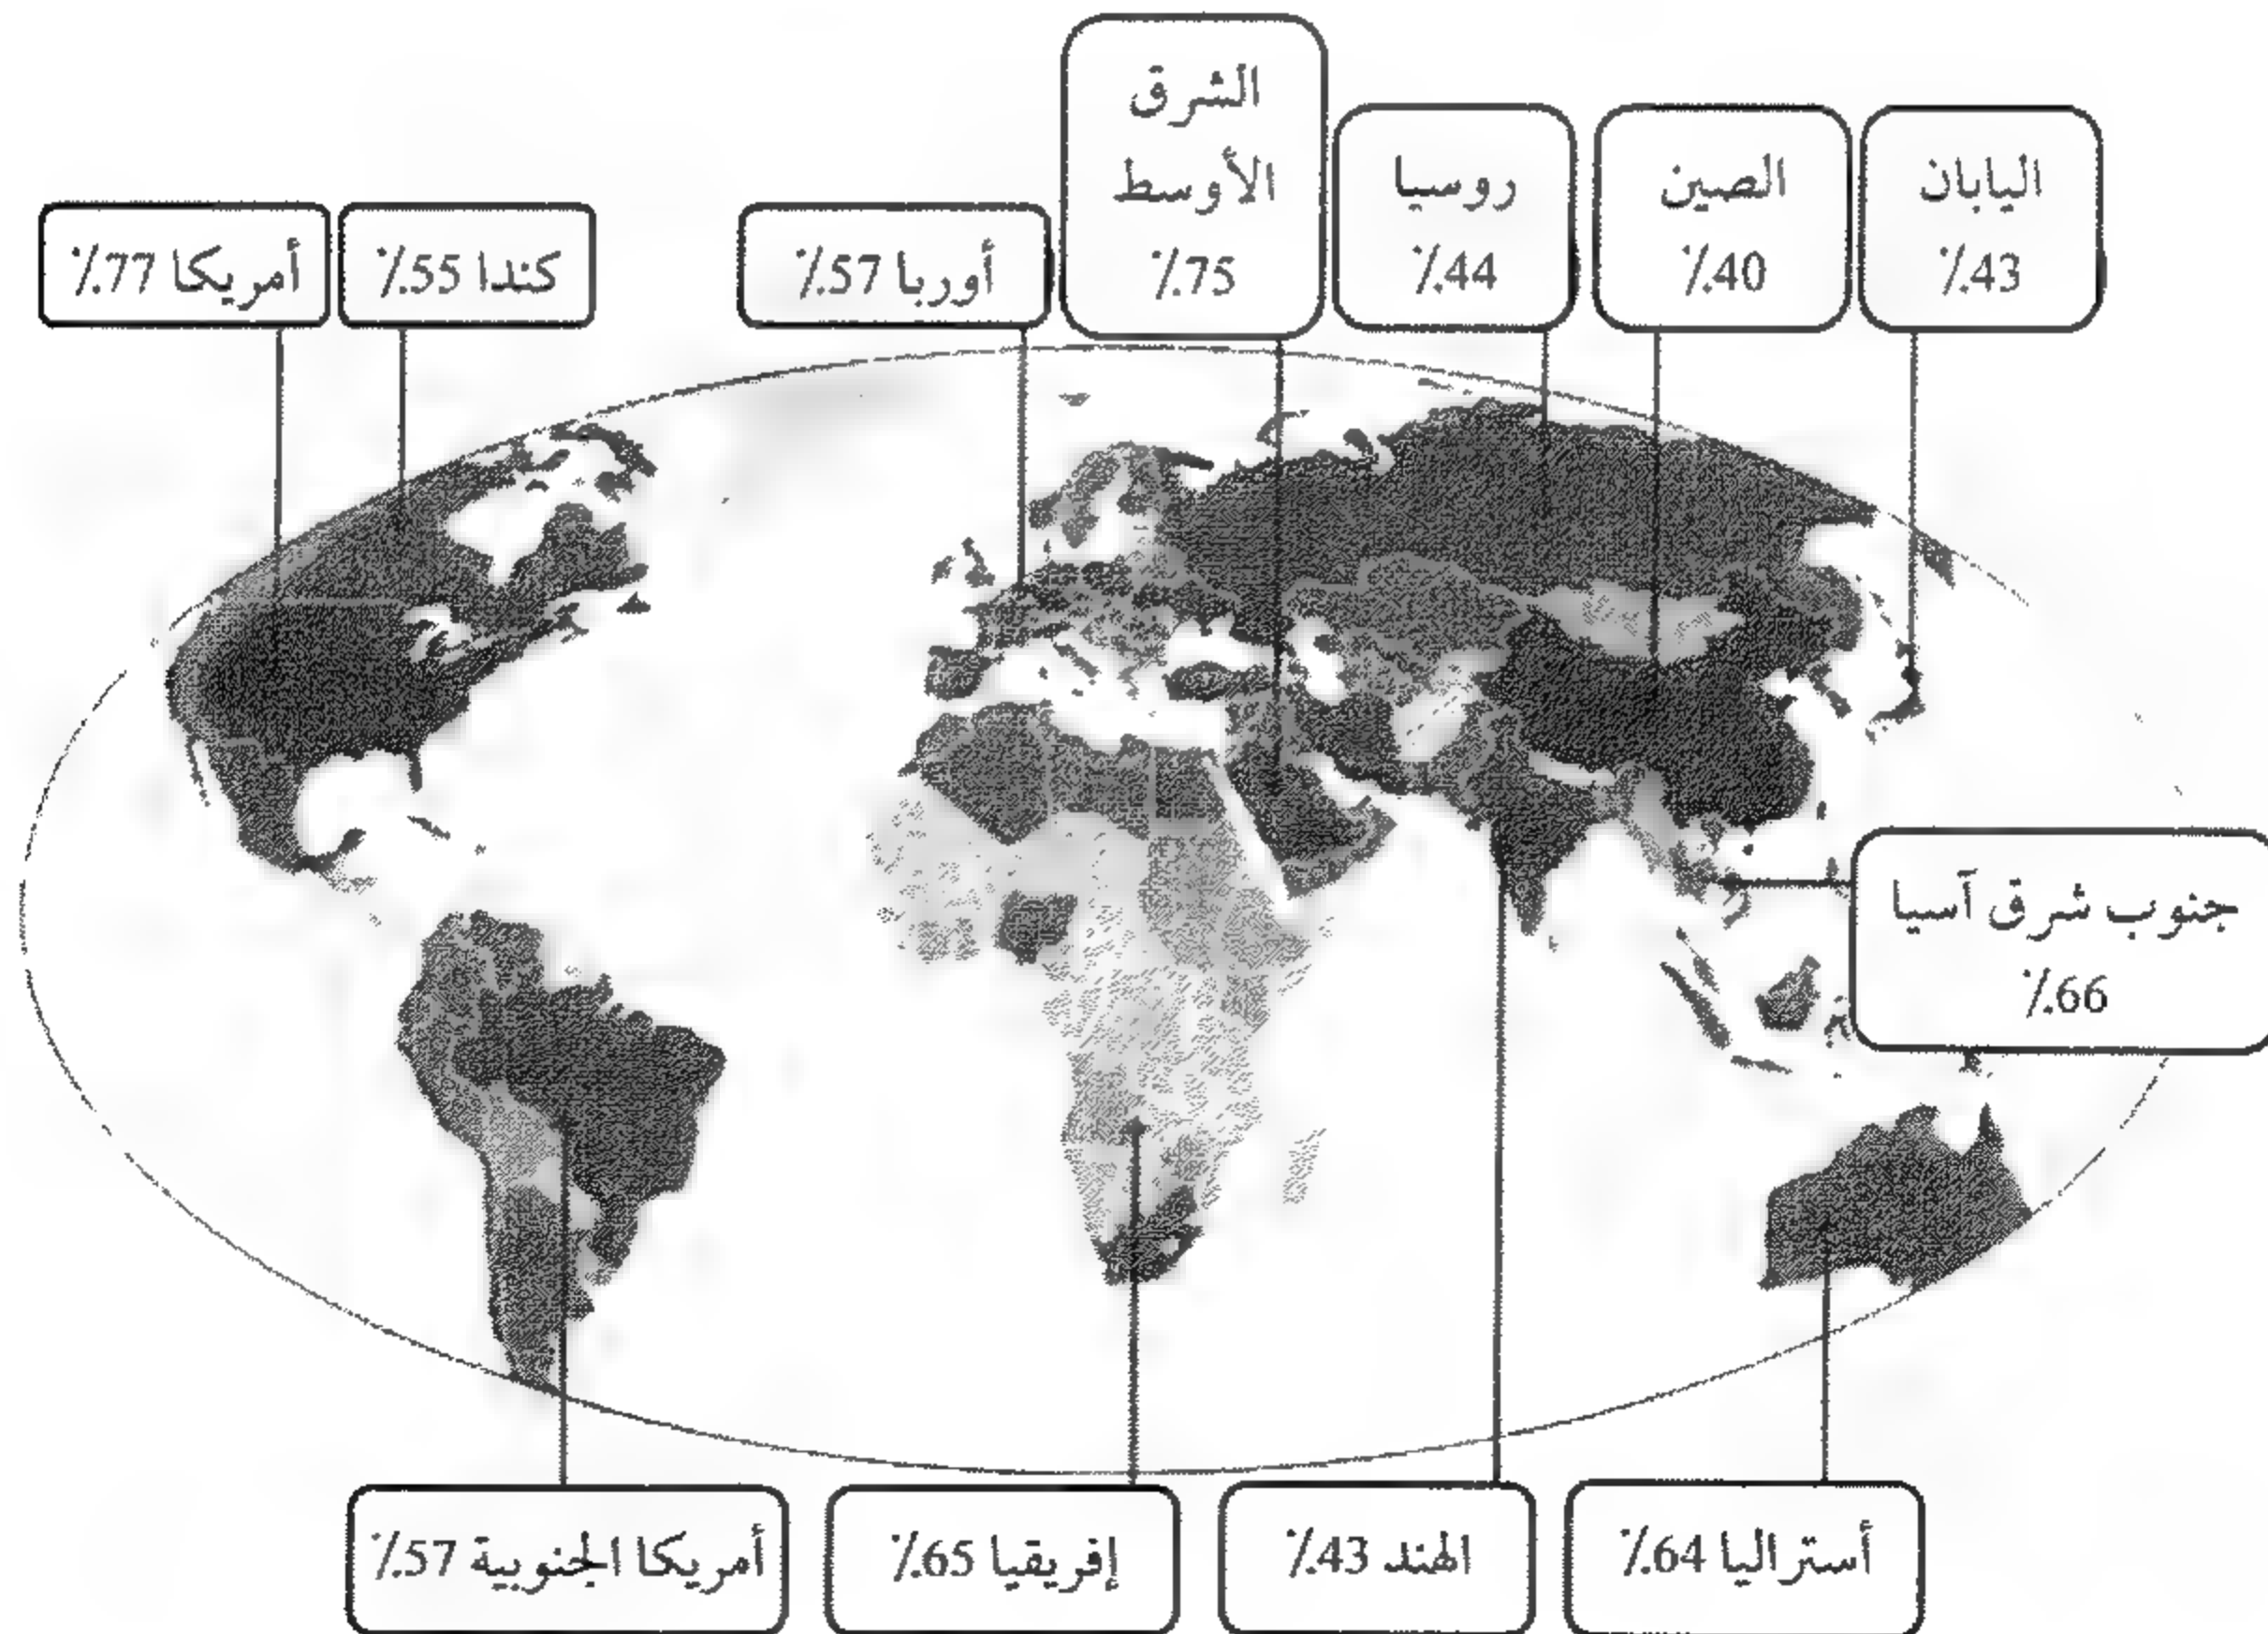 الشرق
الأوسط
٪75
روسيا
٪44
الصين
٪40
اليابان
٪43
أوربا 57٪
كندا 55٪
أمريكا 77٪
جنوب شرق آسيا
٪66
أستراليا 64٪
الهند 43٪
إفريقيا 65٪
أمريكا الجنوبية 57٪